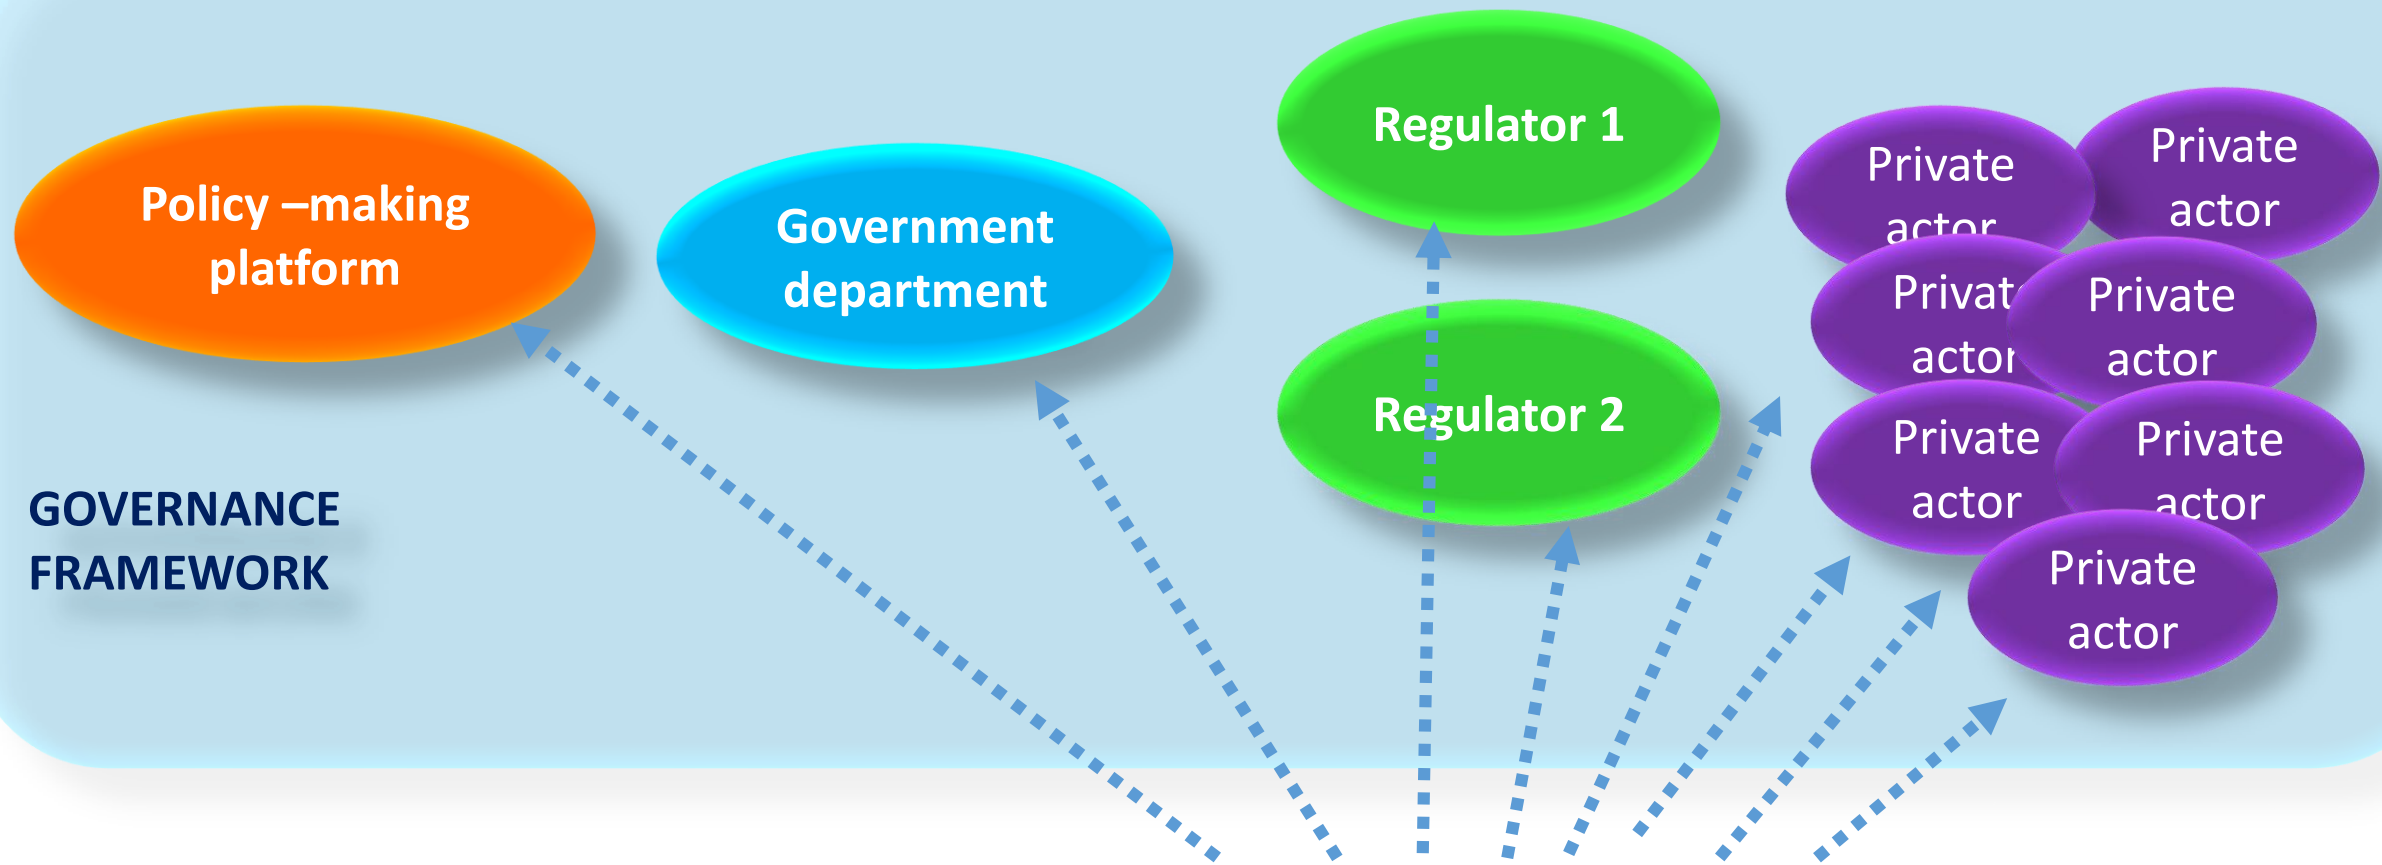 Policy –making
platform
Government
department
Regulator 1
Regulator 2
Private
actor
Private
actor
Private
actor
Private
actor
Private
actor
Private
actor
Private
actor
GOVERNANCE
FRAMEWORK